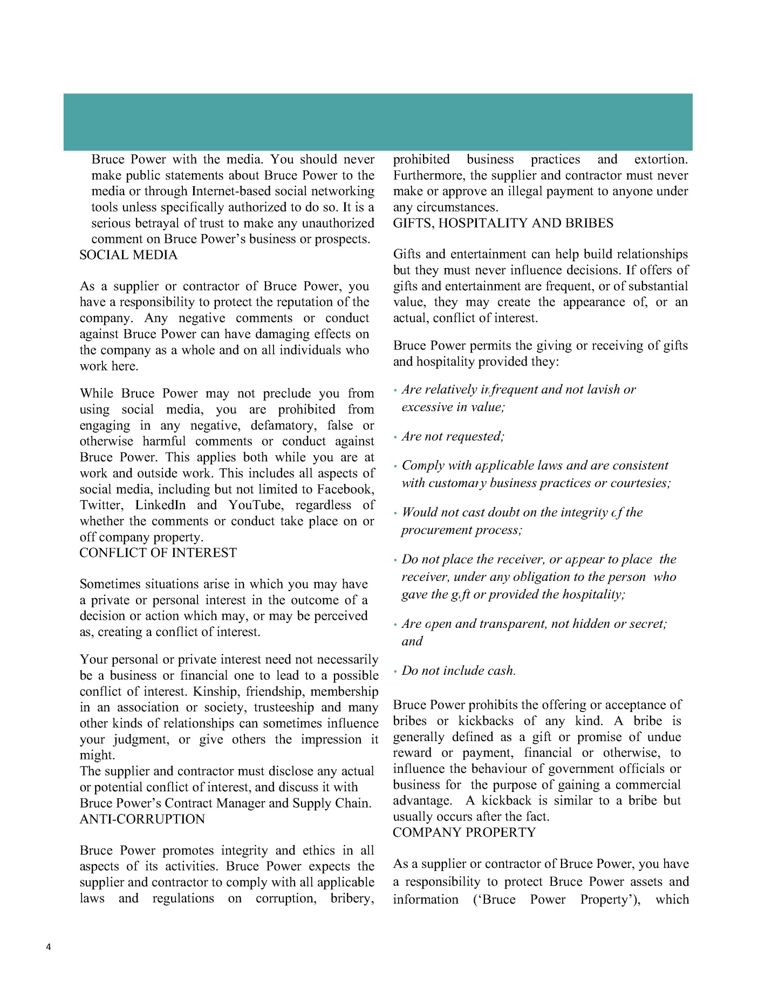 Bruce Power with the media. You should never
make public statements about Bruce Power to the
media or through Internet-based social networking
tools unless specifically authorized to do so. It is a
serious betrayal of trust to make any unauthorized
comment on Bruce Power’s business or prospects.
SOCIAL MEDIA
As a supplier or contractor of Bruce Power, you
have a responsibility to protect the reputation of the
company. Any negative comments or conduct
against Bruce Power can have damaging effects on
the company as a whole and on all individuals who
work here.
While Bruce Power may not preclude you from
using social media, you are prohibited from
engaging in any negative, defamatory, false or
otherwise harmful comments or conduct against
Bruce Power. This applies both while you are at
work and outside work. This includes all aspects of
social media, including but not limited to Facebook,
Twitter, LinkedIn and YouTube, regardless of
whether the comments or conduct take place on or
off company property.
CONFLICT OF INTEREST
Sometimes situations arise in which you may have
a private or personal interest in the outcome of a
decision or action which may, or may be perceived
as, creating a conflict of interest.
Your personal or private interest need not necessarily
be a business or financial one to lead to a possible
conflict of interest. Kinship, friendship, membership
in an association or society, trusteeship and many
other kinds of relationships can sometimes influence
your judgment, or give others the impression it
might.
The supplier and contractor must disclose any actual
or potential conflict of interest, and discuss it with
Bruce Power’s Contract Manager and Supply Chain.
ANTI-CORRUPTION
Bruce Power promotes integrity and ethics in all
aspects of its activities. Bruce Power expects the
supplier and contractor to comply with all applicable
laws and regulations on corruption, bribery,
prohibited business practices and extortion.
Furthermore, the supplier and contractor must never
make or approve an illegal payment to anyone under
any circumstances.
GIFTS, HOSPITALITY AND BRIBES
Gifts and entertainment can help build relationships
but they must never influence decisions. If offers of
gifts and entertainment are frequent, or of substantial
value, they may create the appearance of, or an
actual, conflict of interest.
Bruce Power permits the giving or receiving of gifts
and hospitality provided they:
• Are relatively infrequent and not lavish or
excessive in value;
• Are not requested;
• Comply with applicable laws and are consistent
with customary business practices or courtesies;
• Would not cast doubt on the integrity of the
procurement process;
• Do not place the receiver, or appear to place the
receiver, under any obligation to the person who
gave the gift or provided the hospitality;
• Are open and transparent, not hidden or secret;
and
• Do not include cash.
Bruce Power prohibits the offering or acceptance of
bribes or kickbacks of any kind. A bribe is
generally defined as a gift or promise of undue
reward or payment, financial or otherwise, to
influence the behaviour of government officials or
business for the purpose of gaining a commercial
advantage. A kickback is similar to a bribe but
usually occurs after the fact.
COMPANY PROPERTY
As a supplier or contractor of Bruce Power, you have
a responsibility to protect Bruce Power assets and
information (‘Bruce Power Property’), which
4